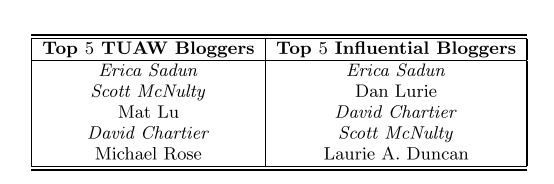 Top 5 TUAW Bloggers Top 5 Influential Bloggers
Erica Sadun Erica Sadun
Scott McNulty Dan Lurie
Mat Lu David Chartier
David Chartier Scott McNulty
Michael Rose Laurie A. Duncan